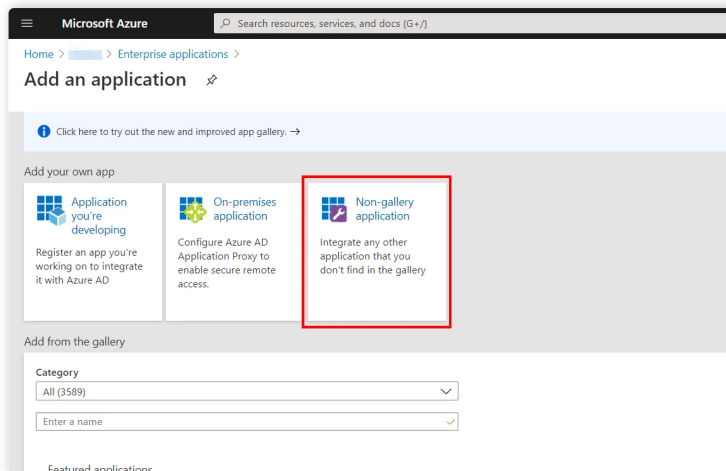 Microsoft Azure
Search resources, services, and docs (G+/)
Home > > Enterprise applications >
Add an application
Click here to try out the new and improved app gallery. →
Add your own app
Application
you're
developing
Register an app you're
working on to integrate
it with Azure AD
On-premises
application
Configure Azure AD
Application Proxy to
enable secure remote
access.
Non-gallery
application
Integrate any other
application that you
don't find in the gallery
Add from the gallery
Category
All (3589)
Enter a name
Featured applications